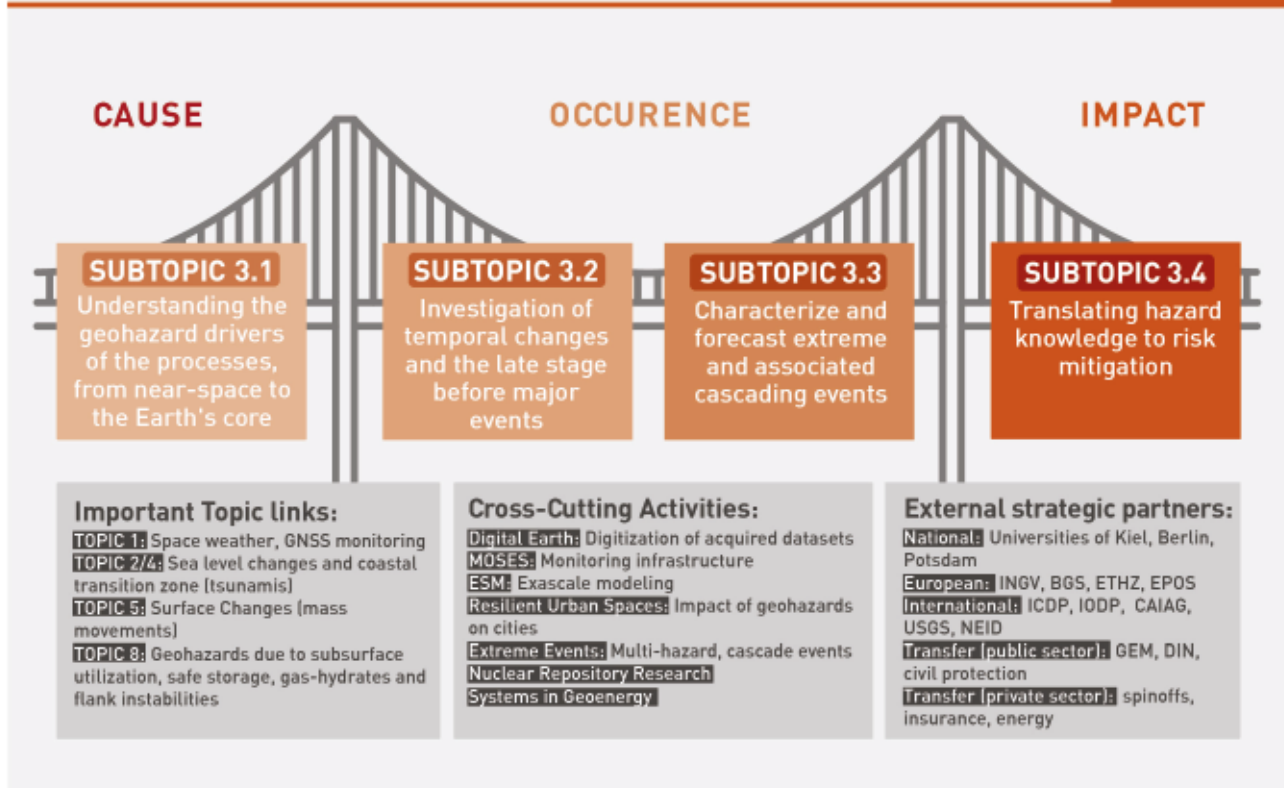 CAUSE
OCCURENCE
IMPACT
SUBTOPIC 3.1
Understanding the
geohazard drivers
of the processes,
from near-space to
the Earth's core
SUBTOPIC 3.2
Investigation of
temporal changes
and the late stage
before major
events
SUBTOPIC 3.3
Characterize and
forecast extreme
and associated
cascading events
SUBTOPIC 3.4
Translating hazard
knowledge to risk
mitigation
Important Topic links:
TOPIC 1: Space weather, GNSS monitoring
TOPIC 2/4: Sea level changes and coastal
transition zone (tsunamis)
TOPIC 5: Surface Changes (mass
movements)
TOPIC 8: Geohazards due to subsurface
utilization, safe storage, gas-hydrates and
flank instabilities
Cross-Cutting Activities:
Digital Earth: Digitization of acquired datasets
MOSES: Monitoring infrastructure
ESM: Exascale modeling
Resilient Urban Spaces: Impact of geohazards
on cities
Extreme Events: Multi-hazard, cascade events
Nuclear Repository Research
Systems in Geoenergy
External strategic partners:
National: Universities of Kiel, Berlin,
Potsdam
European: INGV, BGS, ETHZ, EPOS
International: ICDP, IODP, CAIAG,
USGS, NEID
Transfer (public sector): GEM, DIN,
civil protection
Transfer (private sector): spinoffs,
insurance, energy